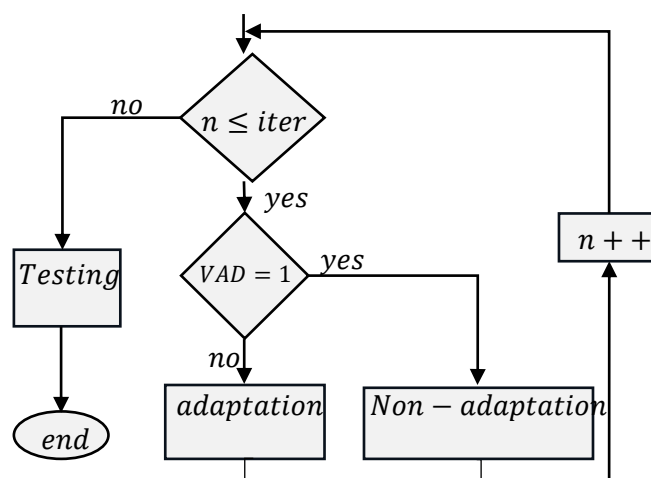 no
n ≤ iter
yes
Testing
VAD = 1
yes
n + +
no
adaptation
Non − adaptation
end